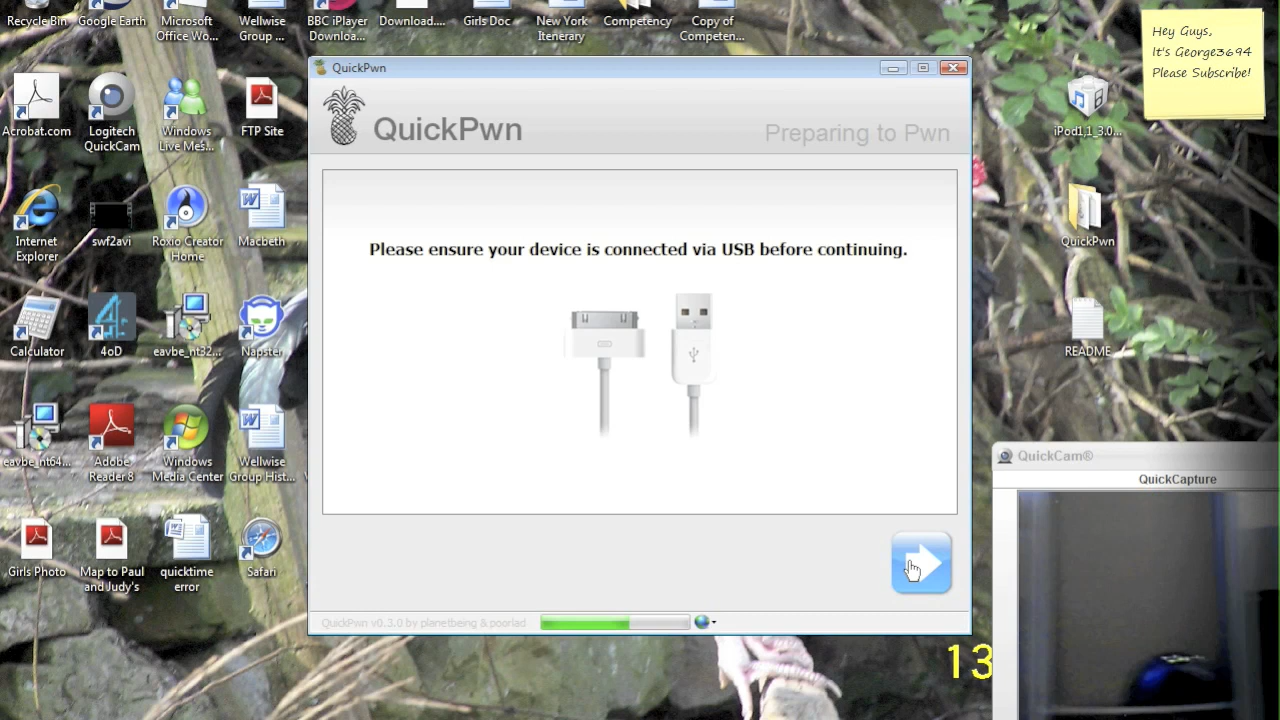 Recycle Bin
Google Earth
Microsoft
Office Wo...
Wellwise
Group ...
BBC iPlayer
Downloa...
Download....
Girls Doc
New York
Itenerary
Competency
Copy of
Competen...
Hey Guys,
It's George3694
Please Subscribe!
QuickPwn
QuickPwn
Preparing to Pwn
Please ensure your device is connected via USB before continuing.
QuickPwn v0.3.0 by planetbeing & poorlad
Acrobat.com
Logitech
QuickCam
Windows
Live Mes...
FTP Site
iPod1,1_3.0...
Internet
Explorer
swf2avi
Roxio Creator
Home
Macbeth
QuickPwn
Calculator
4oD
eavbe_nt32...
Napster
README
eavbe_nt64...
Adobe
Reader 8
Windows
Media Center
Wellwise
Group Hist...
QuickCam®
QuickCapture
Girls Photo
Map to Paul
and Judy's
quicktime
error
Safari
13